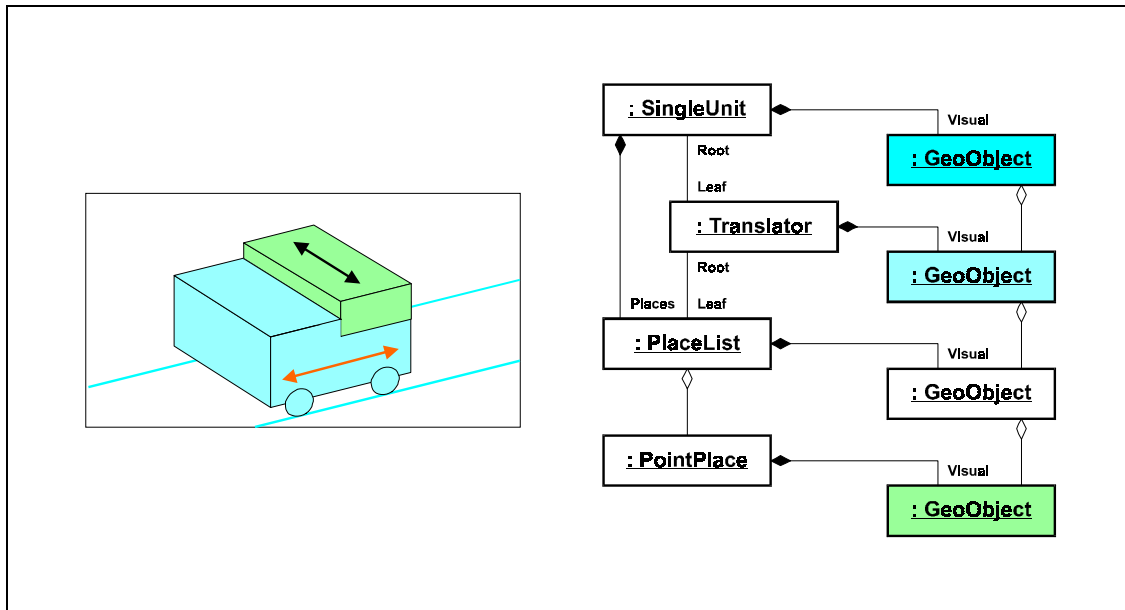 : SingleUnit
Visual
: GeoObject
Root
Leaf
: Translator
Visual
: GeoObject
Root
Places
Leaf
: PlaceList
Visual
: GeoObject
: PointPlace
Visual
: GeoObject